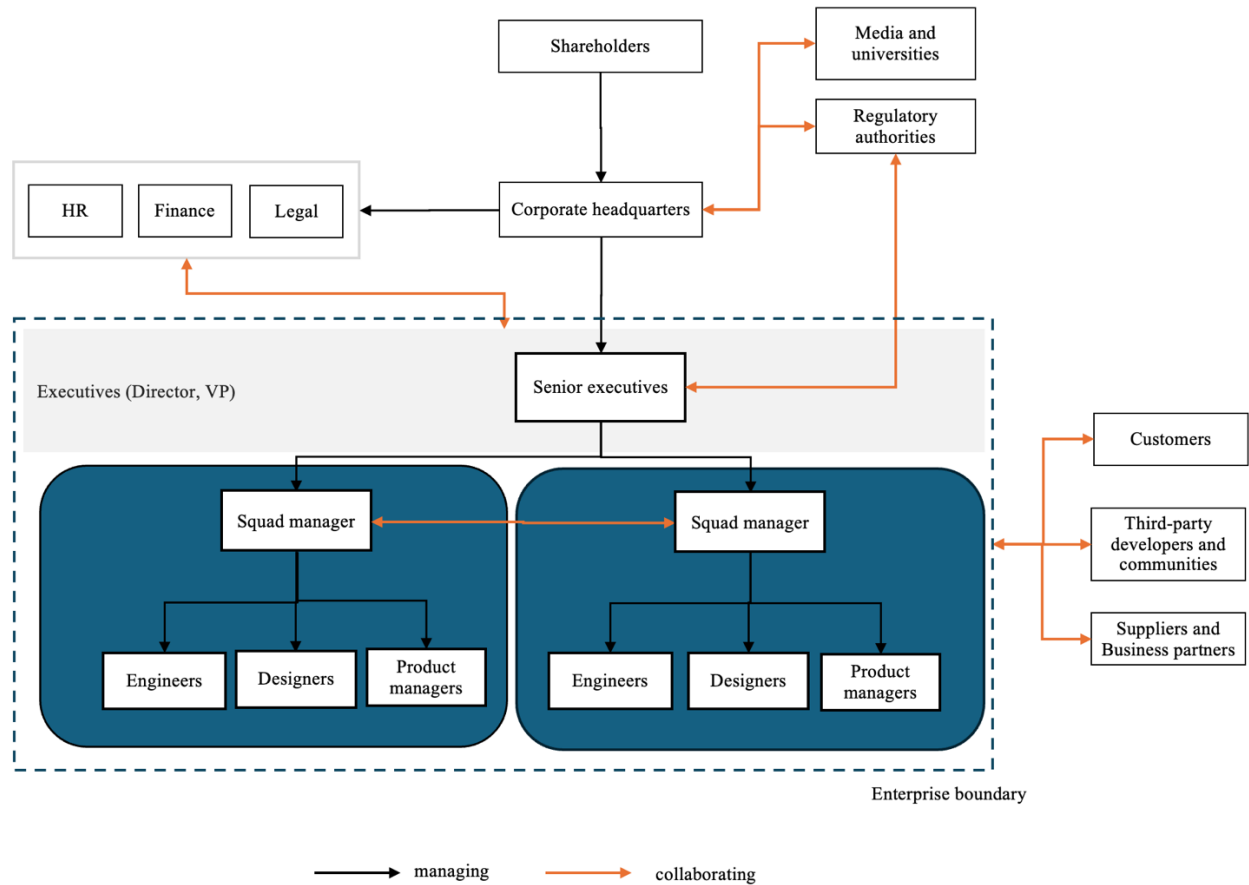 Shareholders
Media and
universities
Regulatory
authorities
HR
Finance
Legal
Corporate headquarters
Executives (Director, VP)
Senior executives
Customers
Squad manager
Squad manager
Third-party
developers and
communities
Suppliers and
Business partners
Engineers
Designers
Product
managers
Engineers
Designers
Product
managers
Enterprise boundary
managing
collaborating